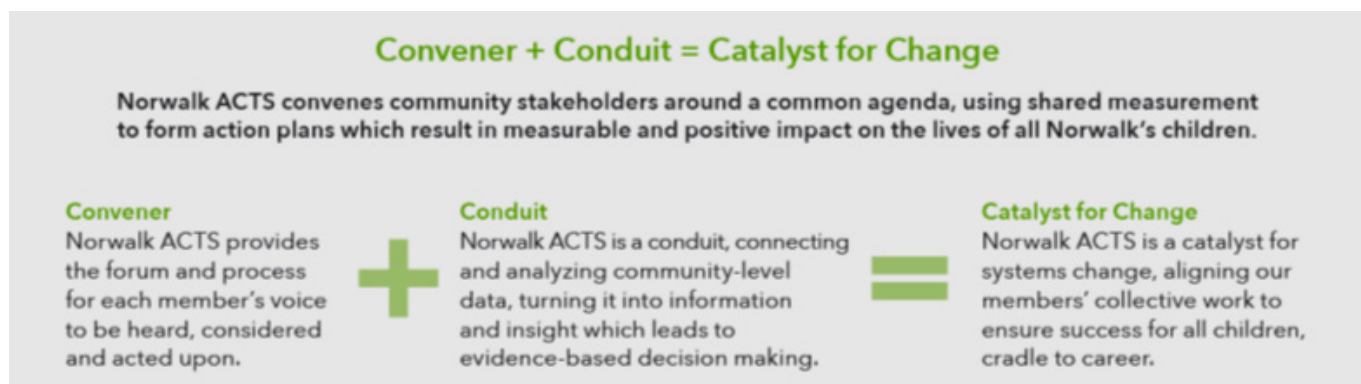 Convener + Conduit = Catalyst for Change
Norwalk ACTS convenes community stakeholders around a common agenda, using shared measurement
to form action plans which result in measurable and positive impact on the lives of all Norwalk's children.
Convener
Norwalk ACTS provides
the forum and process
for each member's voice
to be heard, considered
and acted upon.
+
Conduit
Norwalk ACTS is a conduit, connecting
and analyzing community-level
data, turning it into information
and insight which leads to
evidence-based decision making.
=
Catalyst for Change
Norwalk ACTS is a catalyst for
systems change, aligning our
members' collective work to
ensure success for all children,
cradle to career.